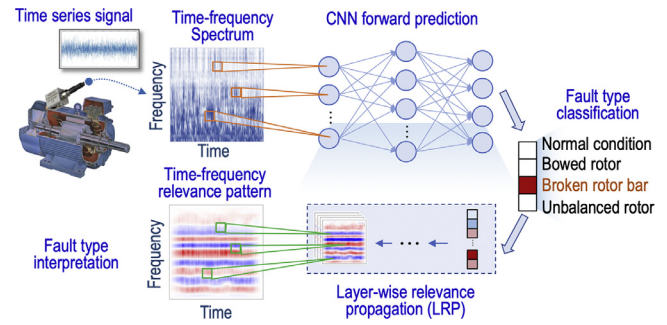 Time series signal
Time-frequency
Spectrum
CNN forward prediction
Frequency
Time
Fault type
classification
Normal condition
Bowed rotor
Broken rotor bar
Unbalanced rotor
Time-frequency
relevance pattern
Fault type
interpretation
Frequency
Time
Layer-wise relevance
propagation (LRP)